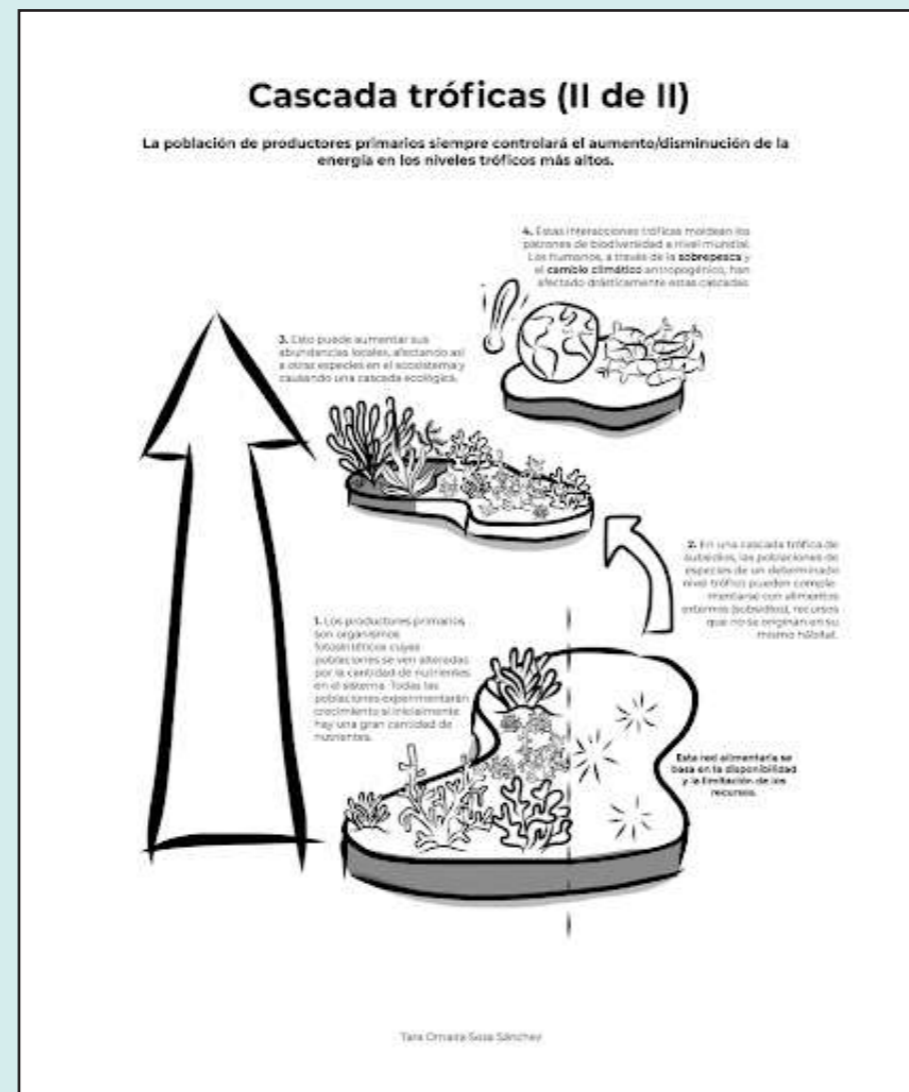 Cascada tróficas (II de II)
La población de productores primarios siempre controlará el aumento/disminución de la
energía en los niveles tróficos más altos.
4. Estas interacciones tróficas moldean los
patrones de biodiversidad a nivel mundial.
Los humanos, a través de la sobrepesca y
el cambio climático antropogénico, han
afectado drásticamente estas cascadas.
3. Esto puede aumentar sus
abundancias locales, afectando así
a otras especies en el ecosistema y
causando una cascada ecológica.
2. En una cascada trófica de
subsidios, las poblaciones de
especies de un determinado
nivel trófico pueden comple-
mentarse con alimentos
externos (subsidios), recursos
que no se originan en su
mismo hábitat.
1. Los productores primarios
son organismos
fotosintéticos cuyas
poblaciones se ven alteradas
por la cantidad de nutrientes
en el sistema. Todas las
poblaciones experimentarán
crecimiento si inicialmente
hay una gran cantidad de
nutrientes.
Esta red alimentaria se
basa en la disponibilidad
y la limitación de los
recursos.
Tara Omaira Sosa Sánchez